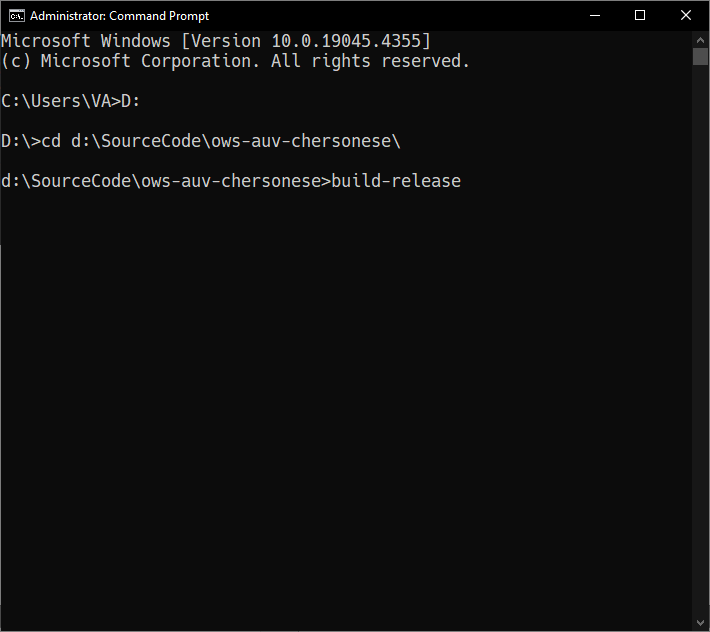 Administrator: Command Prompt
Microsoft Windows [Version 10.0.19045.4355]
(c) Microsoft Corporation. All rights reserved.
C:\Users\VA>D:
D:\>cd d:\SourceCode\ows-auv-chersonese\
d:\SourceCode\ows-auv-chersonese>build-release